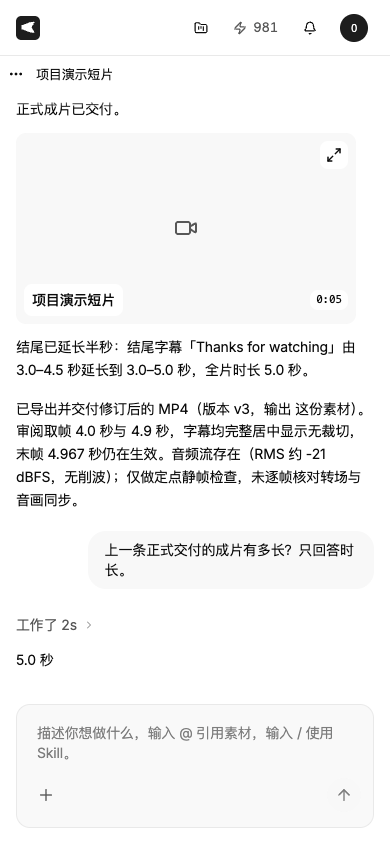 981
0
项目演示短片
正式成片已交付。
项目演示短片
0:05
结尾已延长半秒：结尾字幕「Thanks for watching」由
3.0–4.5 秒延长到 3.0–5.0 秒，全片时长 5.0 秒。
已导出并交付修订后的 MP4（版本 v3，输出 这份素材）。
审阅取帧 4.0 秒与 4.9 秒，字幕均完整居中显示无裁切，
末帧 4.967 秒仍在生效。音频流存在（RMS 约 -21
dBFS，无削波）；仅做定点静帧检查，未逐帧核对转场与
音画同步。
上一条正式交付的成片有多长？只回答时
长。
工作了 2s
5.0 秒
描述你想做什么，输入 @ 引用素材，输入 / 使用
Skill。